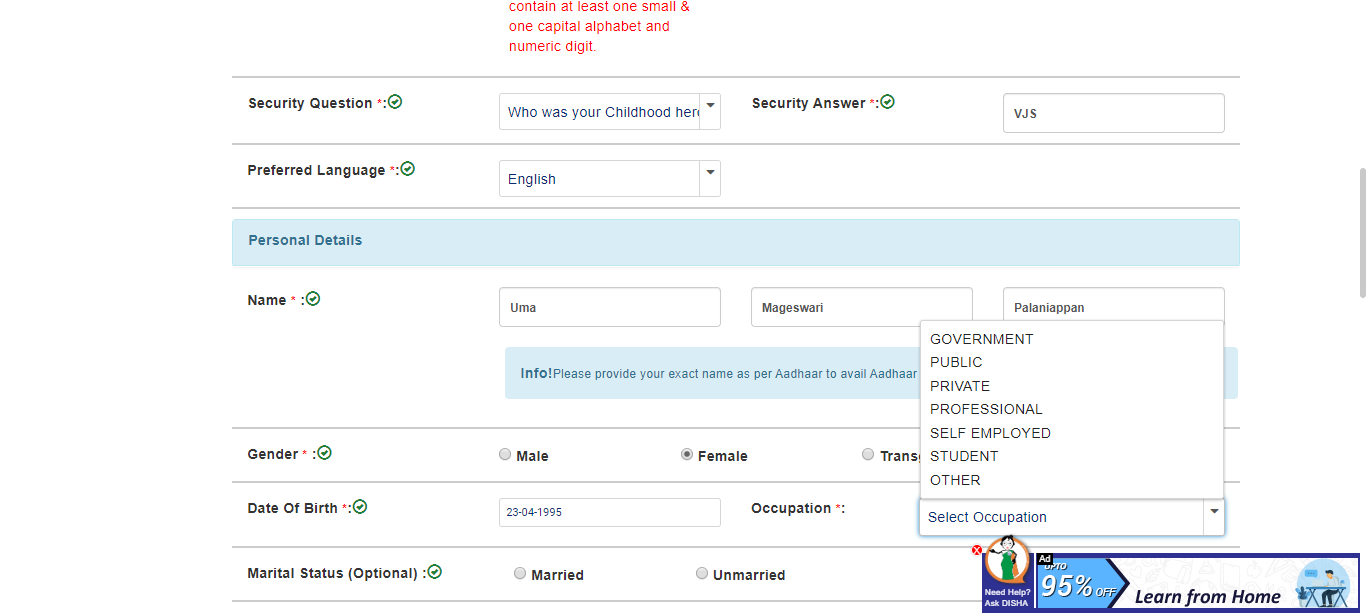 contain at least one small &
one capital alphabet and
numeric digit.
Security Question *:
Who was your Childhood her
Security Answer *:
VJS
Preferred Language *:
English
Personal Details
Name * :
Uma
Mageswari
Palaniappan
Info!Please provide your exact name as per Aadhaar to avail Aadhaar
GOVERNMENT
PUBLIC
PRIVATE
PROFESSIONAL
SELF EMPLOYED
STUDENT
OTHER
Gender * :
Male
Female
Trans
Date Of Birth *:
23-04-1995
Occupation *:
Select Occupation
Marital Status (Optional) :
Married
Unmarried
Need Help?
Ask DISHA
Ad
UPTO
95% OFF
Learn from Home